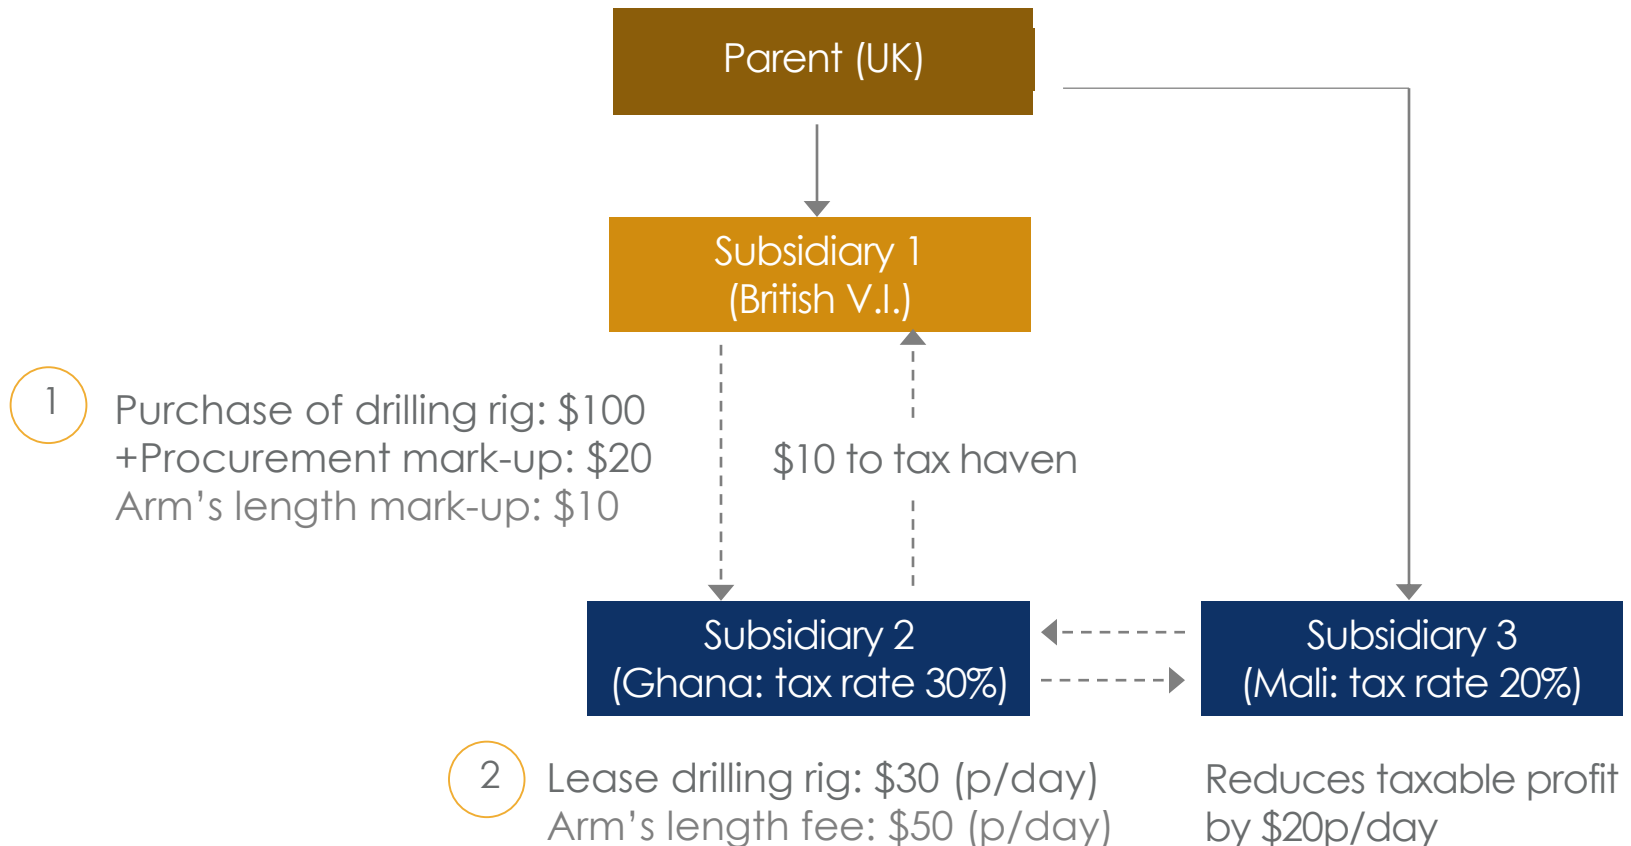 Parent (UK)
Subsidiary 1
(British V.I.)
1
Purchase of drilling rig: $100
+Procurement mark-up: $20
Arm's length mark-up: $10
$10 to tax haven
Subsidiary 2
(Ghana: tax rate 30%)
Subsidiary 3
(Mali: tax rate 20%)
2
Lease drilling rig: $30 (p/day)
Arm's length fee: $50 (p/day)
Reduces taxable profit
by $20p/day